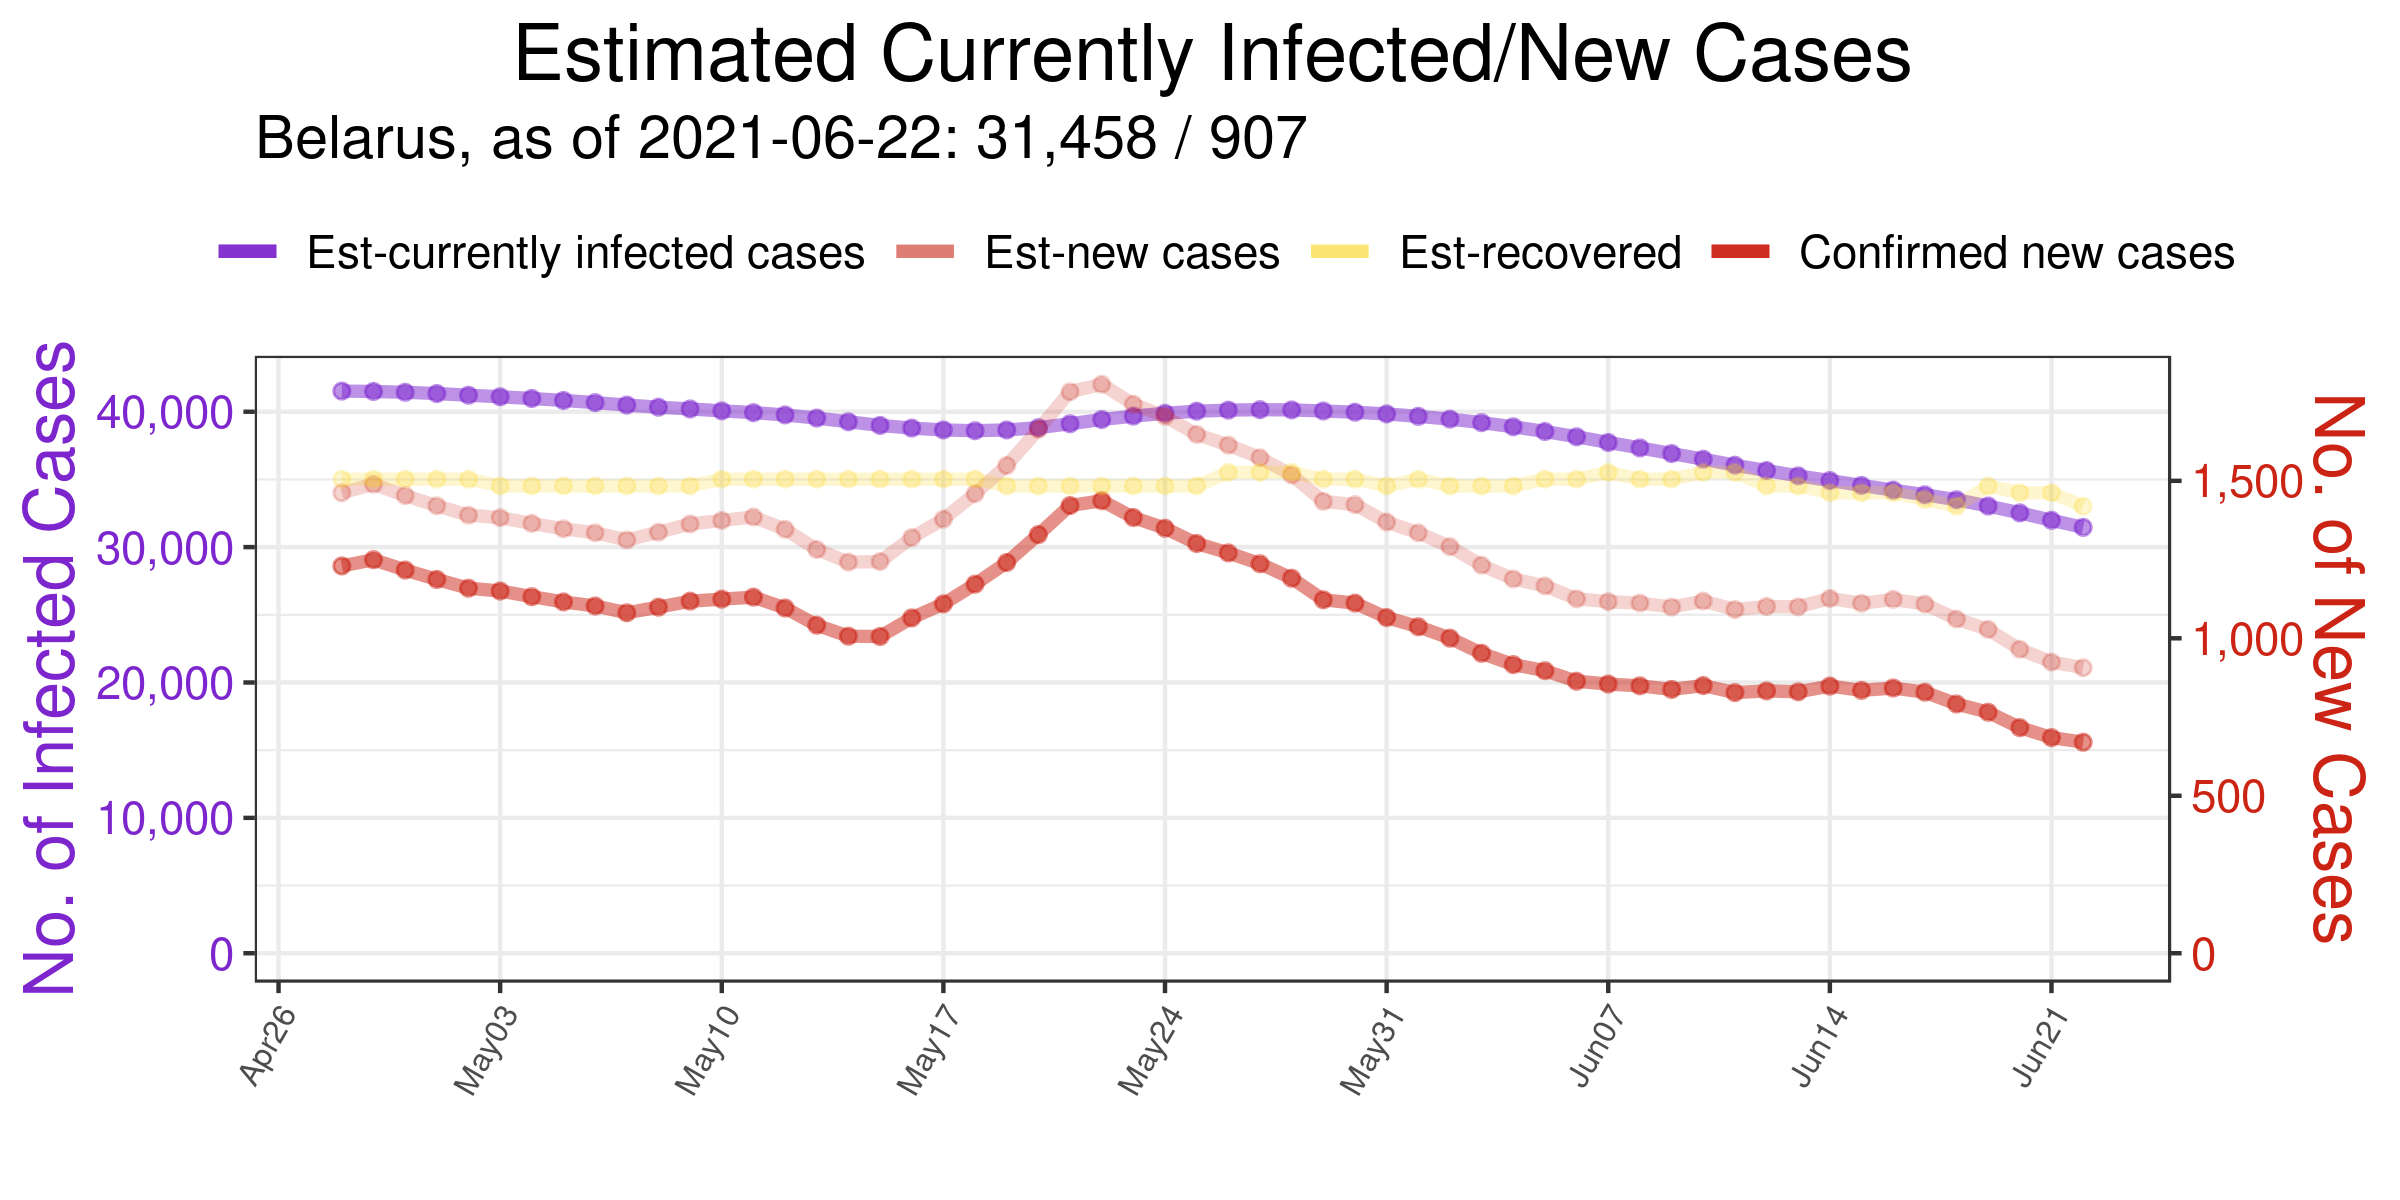 Estimated Currently Infected/New Cases
Belarus, as of 2021-06-22: 31,458 / 907
Est-currently infected cases Est-new cases Est-recovered Confirmed new cases
No. of Infected Cases
40,000
30,000
20,000
10,000
0
1,500
1,000
500
0
No. of New Cases
Apr26 May03 May10 May17 May24 May31 Jun07 Jun14 Jun21